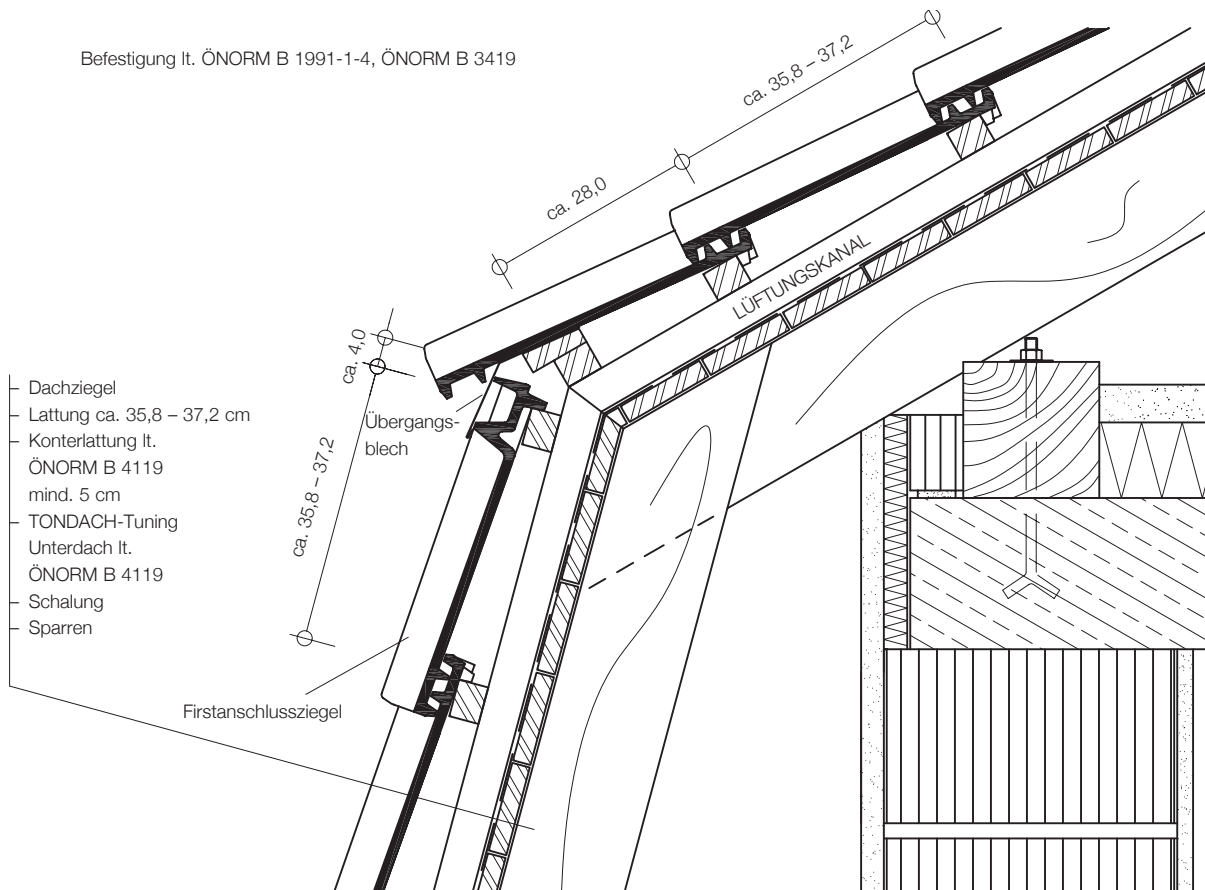 Befestigung lt. ÖNORM B 1991-1-4, ÖNORM B 3419
ca. 35,8 – 37,2
ca. 28,0
ca. 4,0
ca. 35,8 – 37,2
LÜFTUNGSKANAL
Übergangs-
blech
– Dachziegel
– Lattung ca. 35,8 – 37,2 cm
– Konterlattung lt.
ÖNORM B 4119
mind. 5 cm
– TONDACH-Tuning
Unterdach lt.
ÖNORM B 4119
– Schalung
– Sparren
Firstanschlussziegel